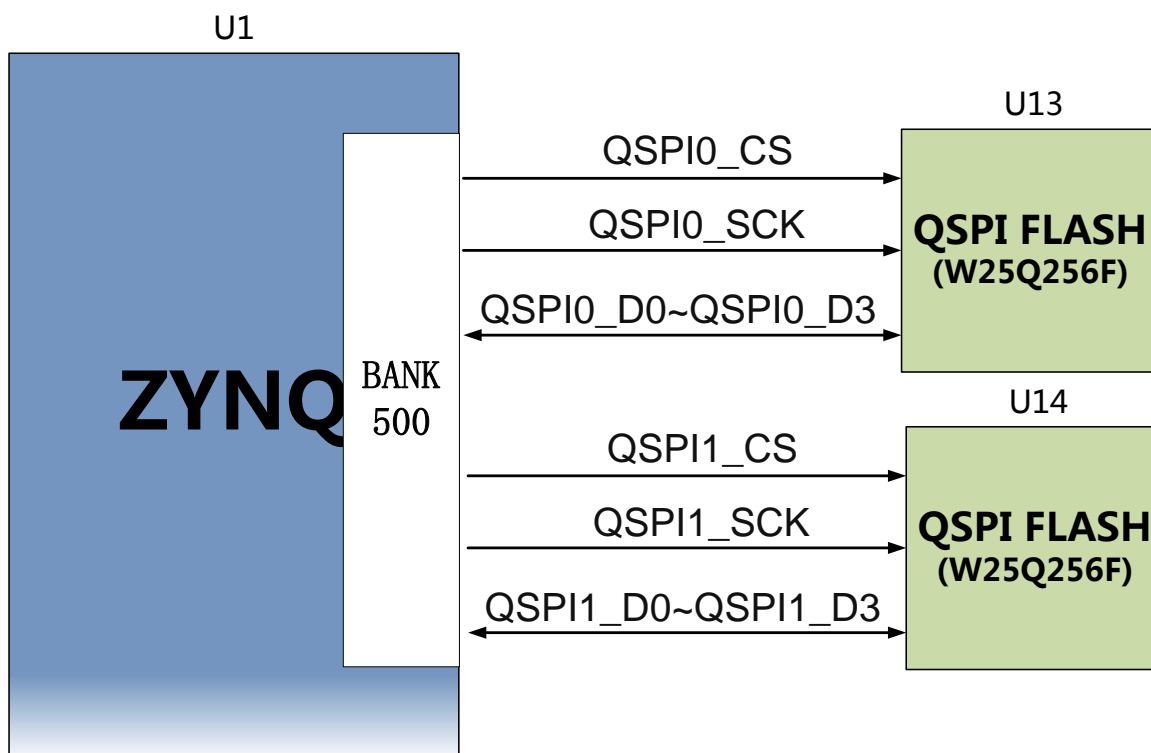 U1
U13
QSPI0_CS
QSPI0_SCK
QSPI FLASH
(W25Q256F)
QSPI0_D0~QSPI0_D3
ZYNQ
BANK
500
U14
QSPI1_CS
QSPI1_SCK
QSPI FLASH
(W25Q256F)
QSPI1_D0~QSPI1_D3